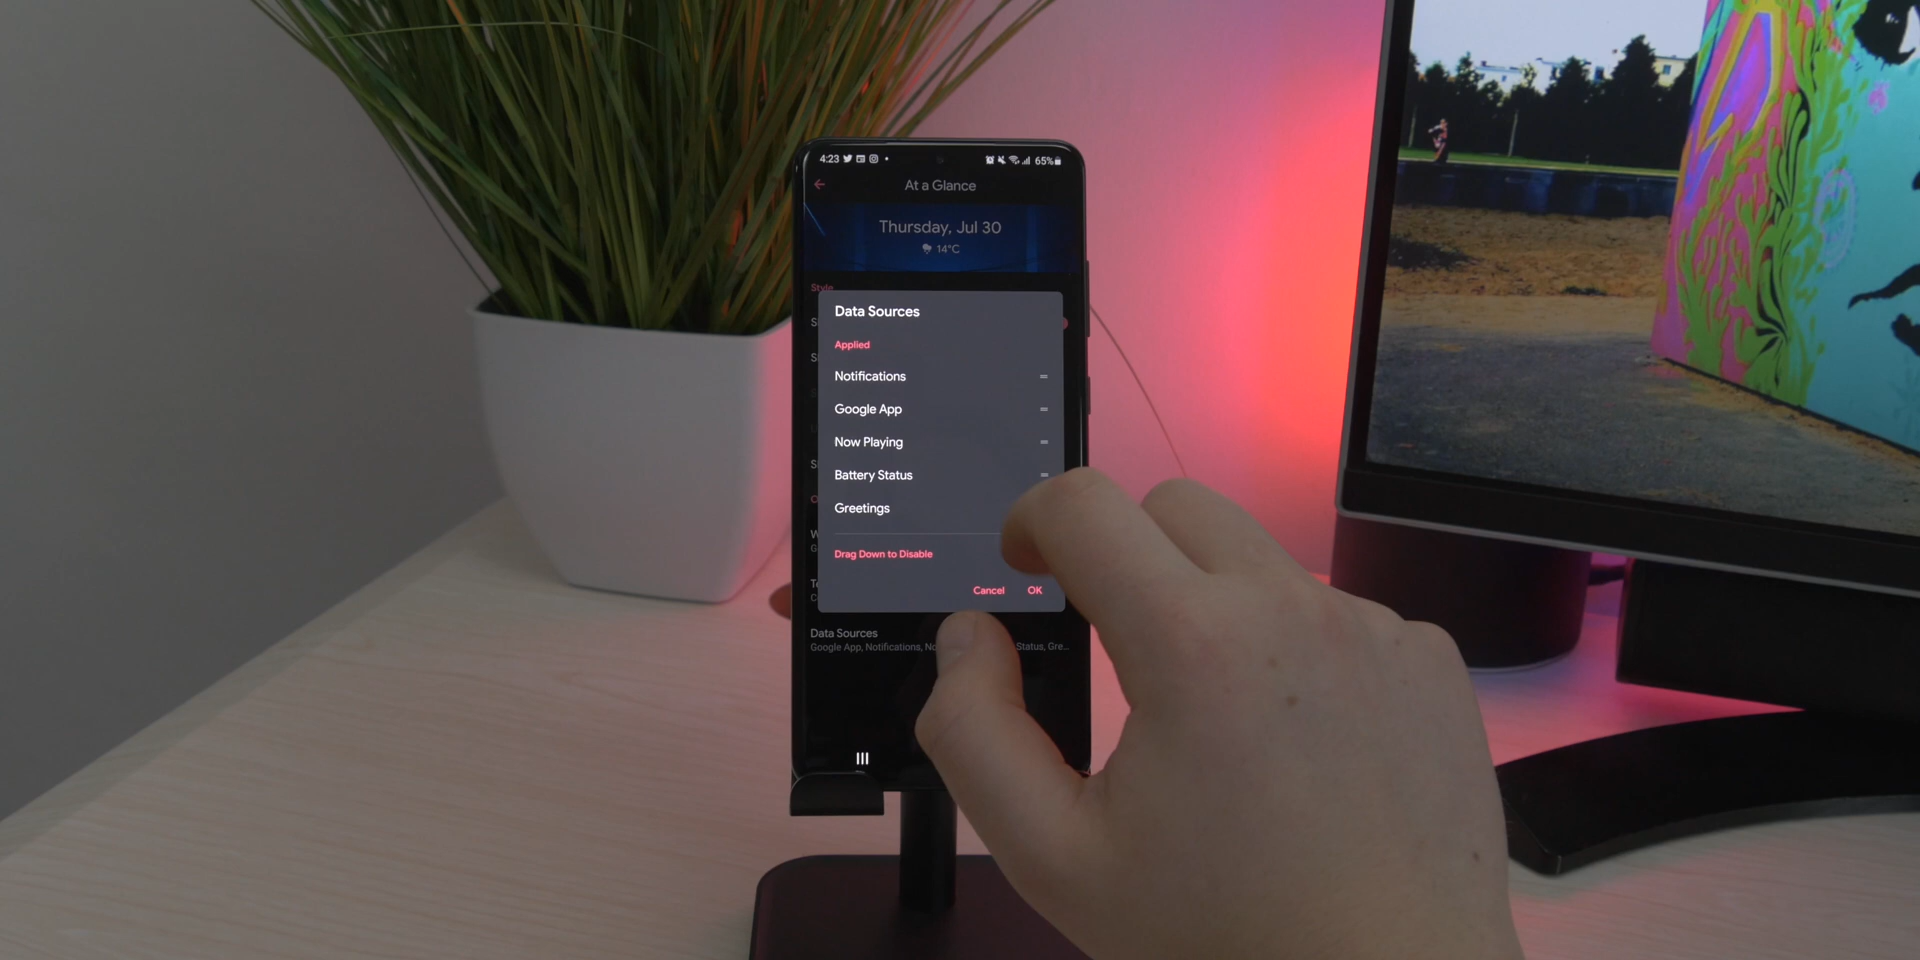 4:23
65%
At a Glance
Thursday, Jul 30
14°C
Style
Data Sources
Applied
Notifications
Google App
Now Playing
Battery Status
Greetings
Drag Down to Disable
Cancel OK
Data Sources
Google App, Notifications, Status, Gre...